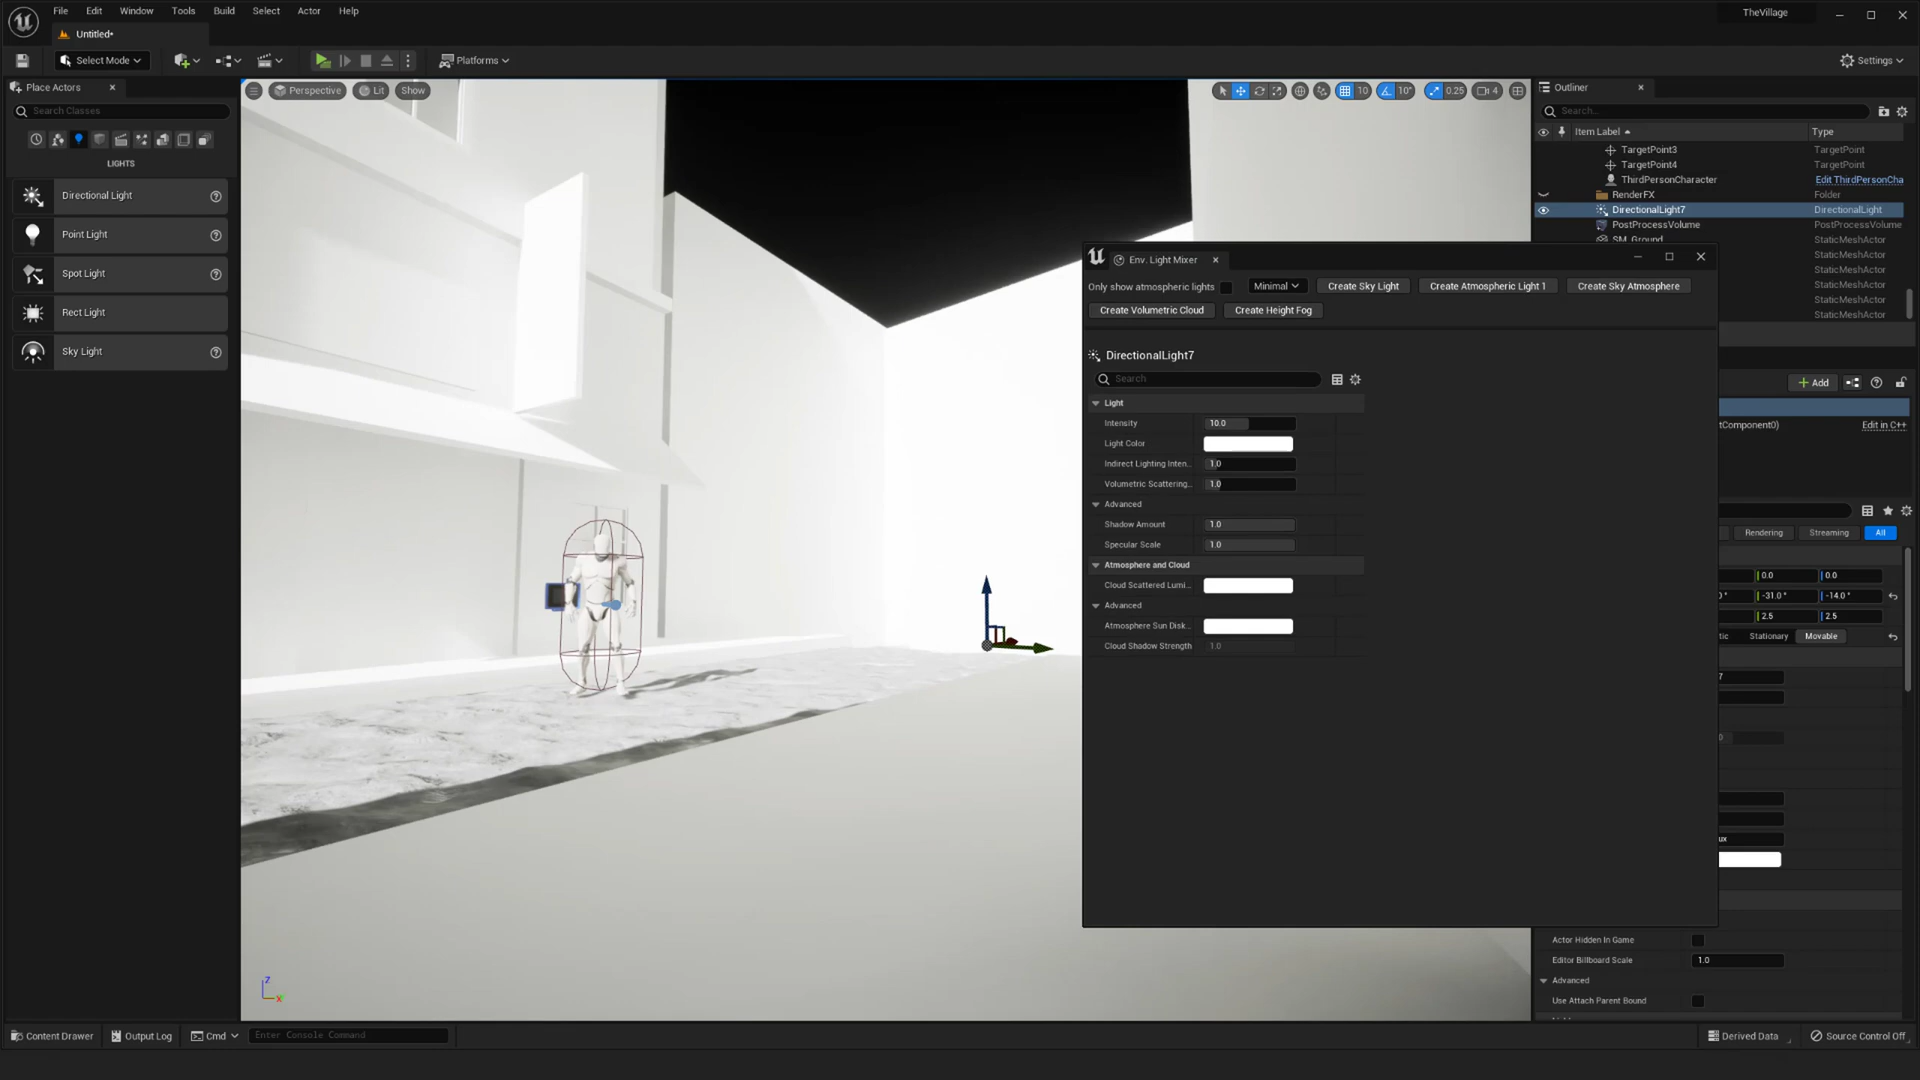 File Edit Window Tools Build Select Actor Help
TheVillage
Untitled•
Select Mode
Platforms
Settings
Place Actors
Search Classes
LIGHTS
Directional Light
Point Light
Spot Light
Rect Light
Sky Light
Perspective Lit Show
10 10° 0.25 4
Outliner
Search...
Item Label Type
TargetPoint3 TargetPoint
TargetPoint4 TargetPoint
ThirdPersonCharacter Edit ThirdPersonCha
RenderFX Folder
DirectionalLight7 DirectionalLight
PostProcessVolume PostProcessVolume
SM_Ground StaticMeshActor
StaticMeshActor
StaticMeshActor
StaticMeshActor
StaticMeshActor
StaticMeshActor
Env. Light Mixer
Only show atmospheric lights Minimal Create Sky Light Create Atmospheric Light 1 Create Sky Atmosphere
Create Volumetric Cloud Create Height Fog
DirectionalLight7
Search
Light
Intensity 10.0
Light Color
Indirect Lighting Inten.. 1.0
Volumetric Scattering.. 1.0
Advanced
Shadow Amount 1.0
Specular Scale 1.0
Atmosphere and Cloud
Cloud Scattered Lumi.. 
Advanced
Atmosphere Sun Disk..
Cloud Shadow Strength 1.0
Add
tComponent0) Edit in C++
Rendering Streaming All
0.0 0.0
° -31.0 ° -14.0 °
2.5 2.5
tic Stationary Movable
7
0
ux
Actor Hidden In Game
Editor Billboard Scale 1.0
Advanced
Use Attach Parent Bound
Z
X
Content Drawer Output Log Cmd Enter Console Command
Derived Data Source Control Off